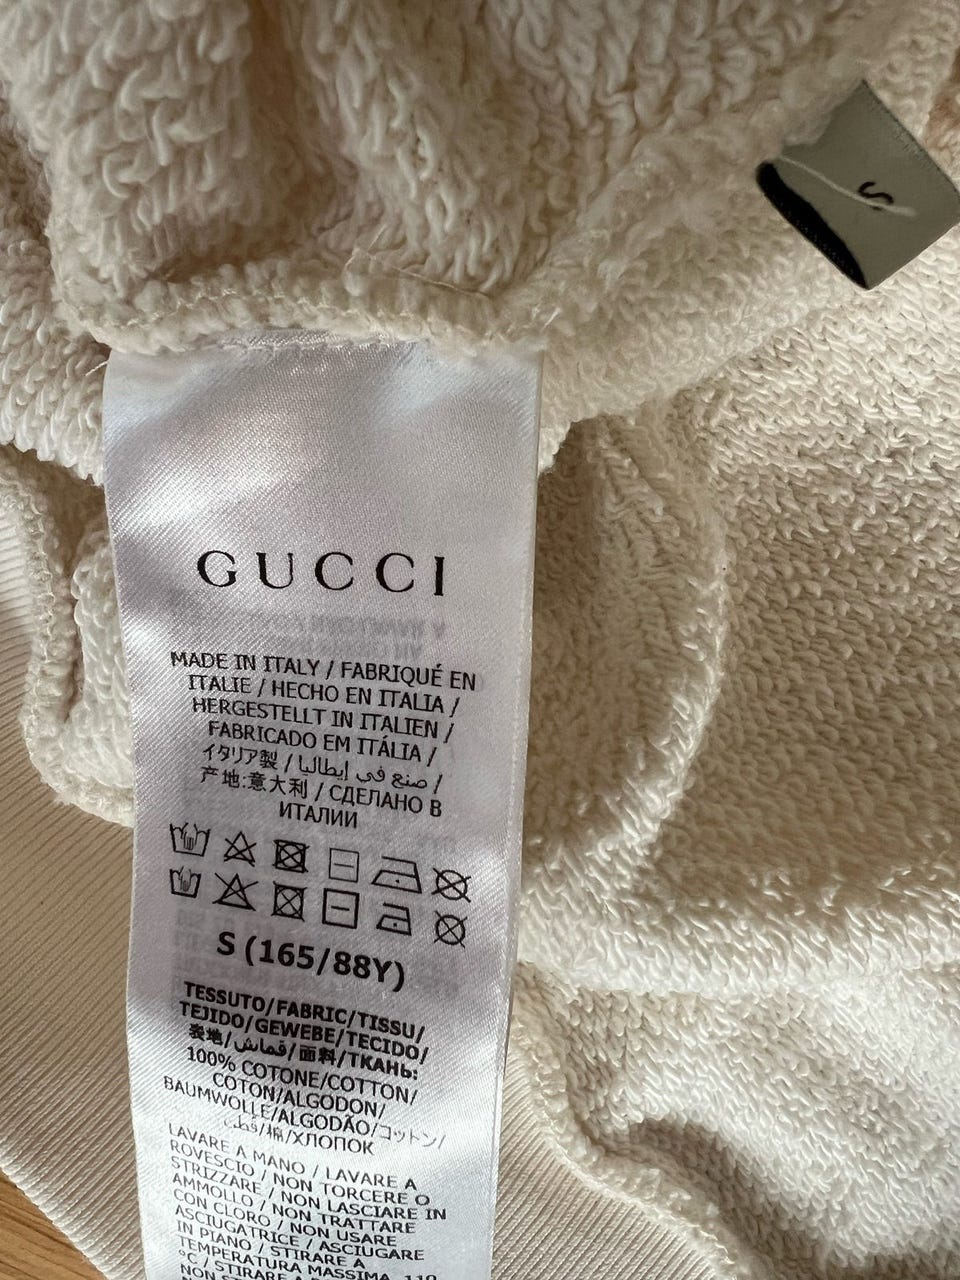 S
GUCCI
MADE IN ITALY / FABRIQUÉ EN
ITALIE / HECHO EN ITALIA /
HERGESTELLT IN ITALIEN /
FABRICADO EM ITÁLIA /
イタリア製 / صنع في إيطاليا /
产地:意大利 / СДЕЛАНО В
ИТАЛИИ
S (165/88Y)
TESSUTO/FABRIC/TISSU/
TEJIDO/GEWEBE/TECIDO/
表地/قماش/面料/ТКАНЬ:
100% COTONE/COTTON/
COTON/ALGODON/
BAUMWOLLE/ALGODÃO/コットン/
قطن/棉/ХЛОПОК
LAVARE A MANO / LAVARE A
ROVESCIO / NON TORCERE O
STRIZZARE / NON LASCIARE IN
AMMOLLO / NON TRATTARE
CON CLORO / NON USARE
ASCIUGATRICE / ASCIUGARE
IN PIANO / STIRARE A
TEMPERATURA MASSIMA 110
°C / STIRARE A